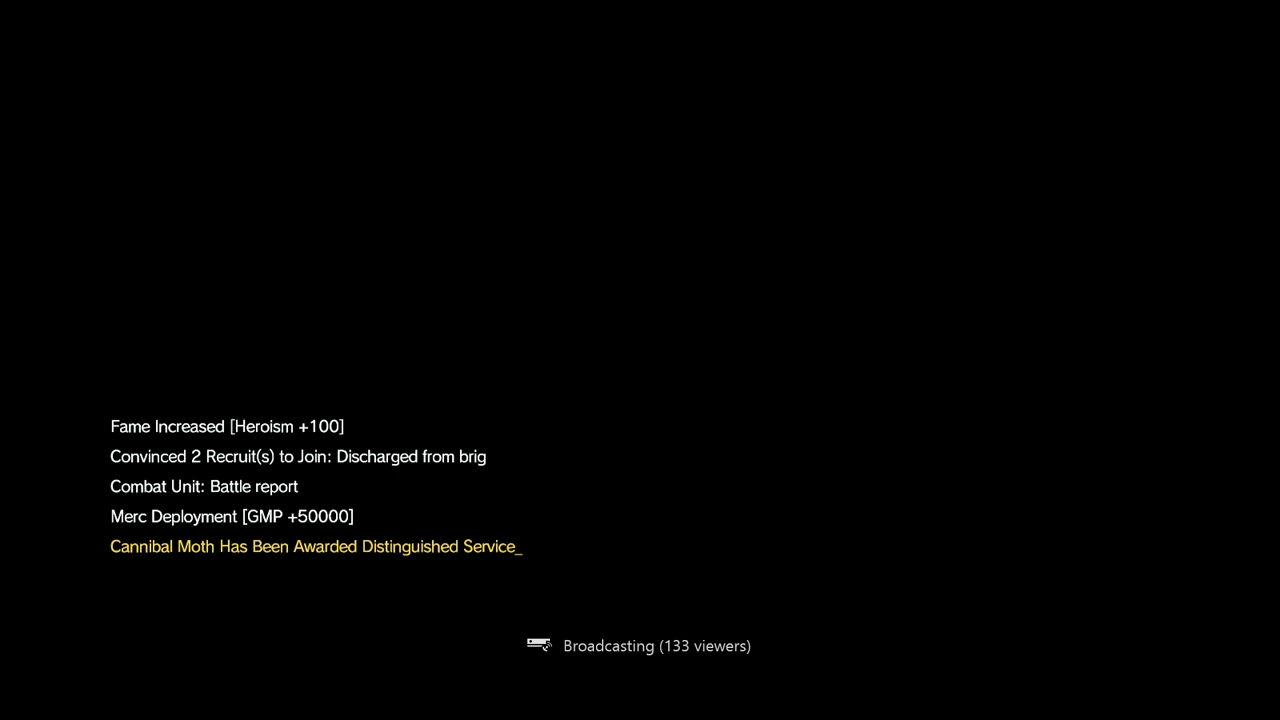 Fame Increased [Heroism +100]
Convinced 2 Recruit(s) to Join: Discharged from brig
Combat Unit: Battle report
Merc Deployment [GMP +50000]
Cannibal Moth Has Been Awarded Distinguished Service_
Broadcasting (133 viewers)